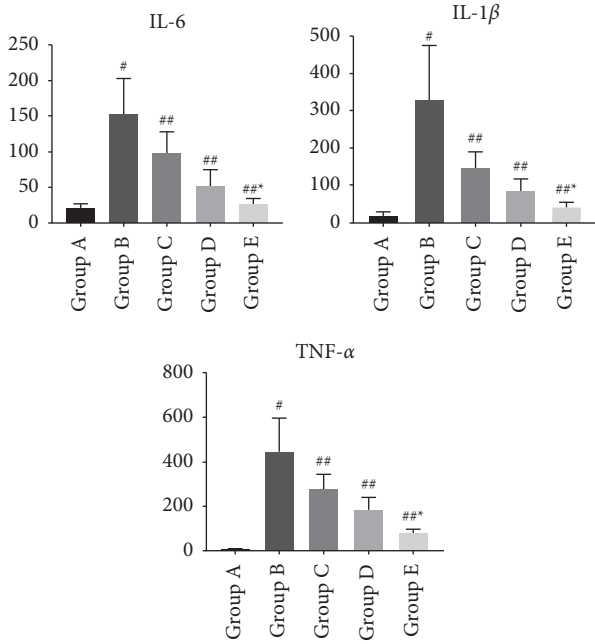 IL-6
250
200
150
100
50
0
#
##
##
##*
Group A
Group B
Group C
Group D
Group E
IL-1β
500
400
300
200
100
0
#
##
##
##*
Group A
Group B
Group C
Group D
Group E
TNF-α
800
600
400
200
0
#
##
##
##*
Group A
Group B
Group C
Group D
Group E